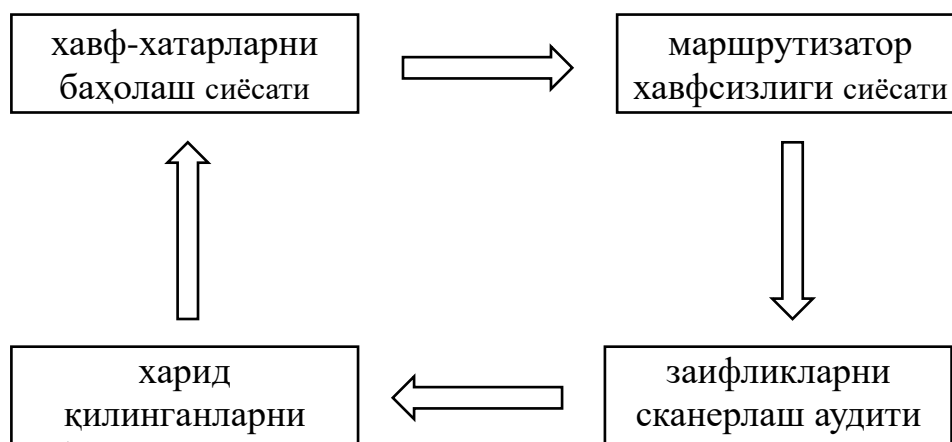 хавф-хатарларни
баҳолаш сиёсати
маршрутизатор
хавфсизлиги сиёсати
харид
қилинганларни
заифликларни
сканерлаш аудити